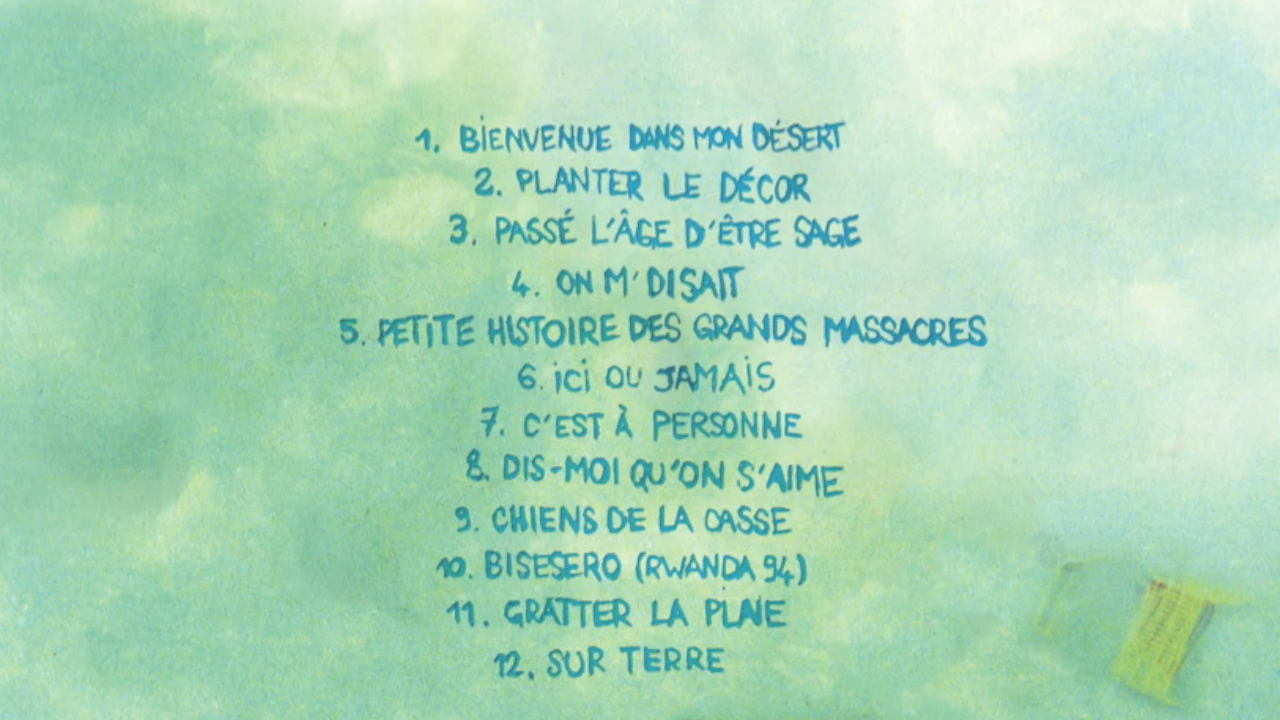 1. BIENVENUE DANS MON DÉSERT
2. PLANTER LE DÉCOR
3. PASSÉ L'ÂGE D'ÊTRE SAGE
4. ON M'DISAIT
5. PETITE HISTOIRE DES GRANDS MASSACRES
6. ICI OU JAMAIS
7. C'EST À PERSONNE
8. DIS-MOI QU'ON S'AIME
9. CHIENS DE LA CASSE
10. BISESERO (RWANDA 94)
11. GRATTER LA PLAIE
12. SUR TERRE